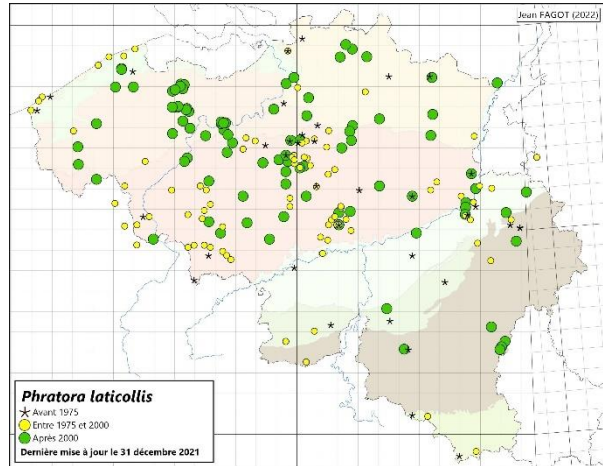 Jean FAGOT (2022)
Phratora laticollis
Avant 1975
Entre 1975 et 2000
Après 2000
Dernière mise à jour le 31 décembre 2021